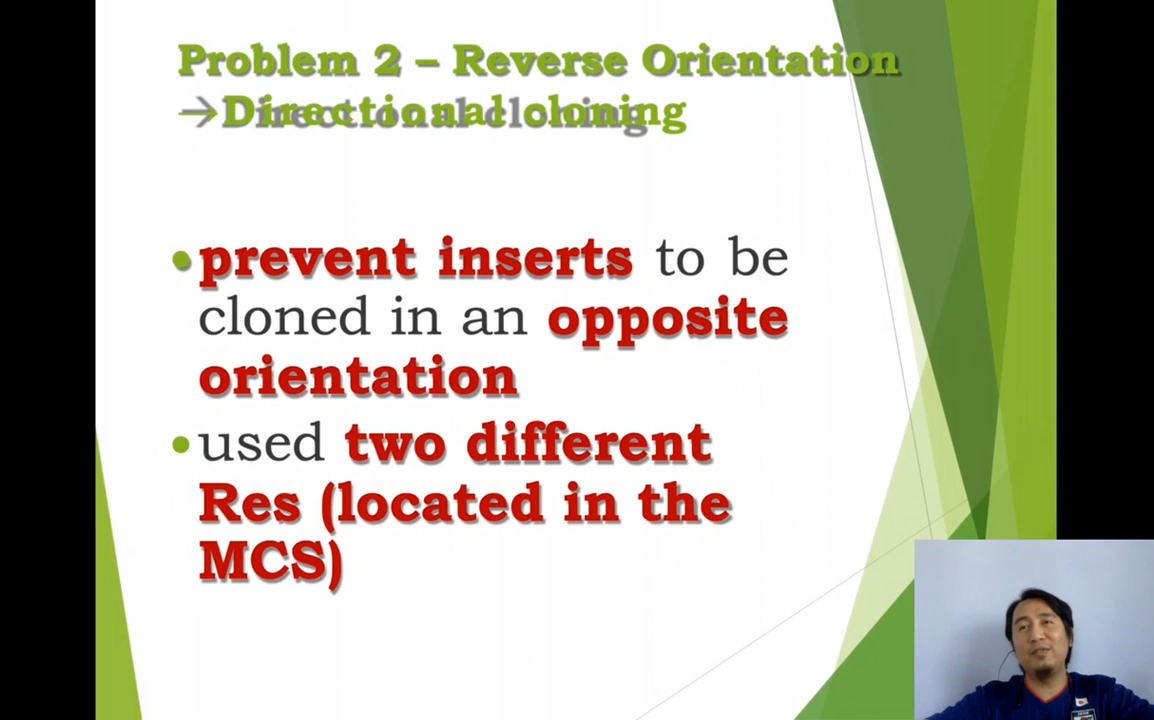 Problem 2 – Reverse Orientation
→Directional cloning
•prevent inserts to be
cloned in an opposite
orientation
•used two different
Res (located in the
MCS)